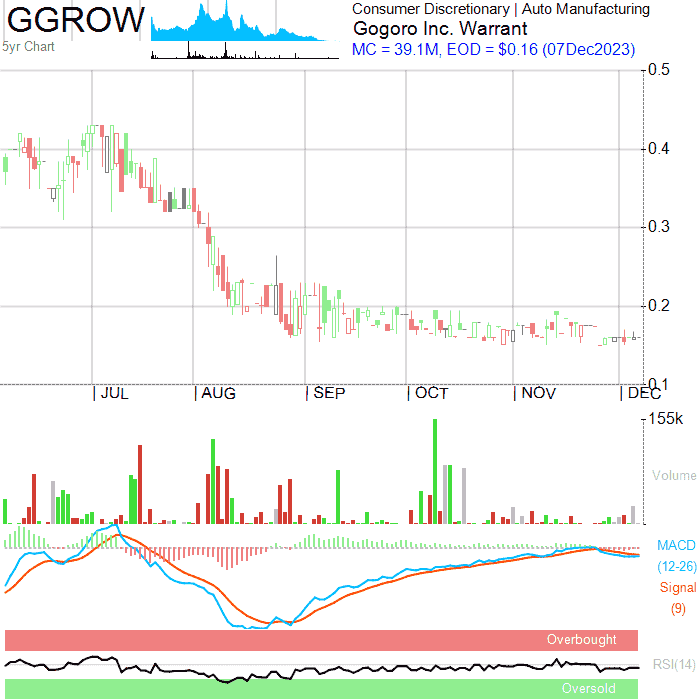 GGROW
5yr Chart
Consumer Discretionary | Auto Manufacturing
Gogoro Inc. Warrant
MC = 39.1M, EOD = $0.16 (07Dec2023)
0.5
0.4
0.3
0.2
0.1
JUL AUG SEP OCT NOV DEC
155k
Volume
MACD
(12-26)
Signal
(9)
Overbought
RSI(14)
Oversold